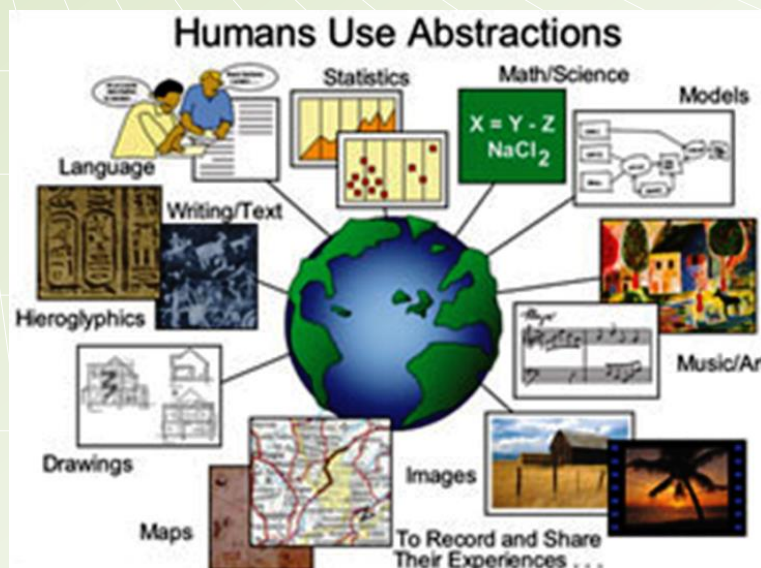 Humans Use Abstractions
Statistics
Math/Science
Models
X = Y - Z
NaCl2
Language
Writing/Text
Hieroglyphics
Music/Ar
Drawings
Images
Maps
To Record and Share
Their Experiences . . .